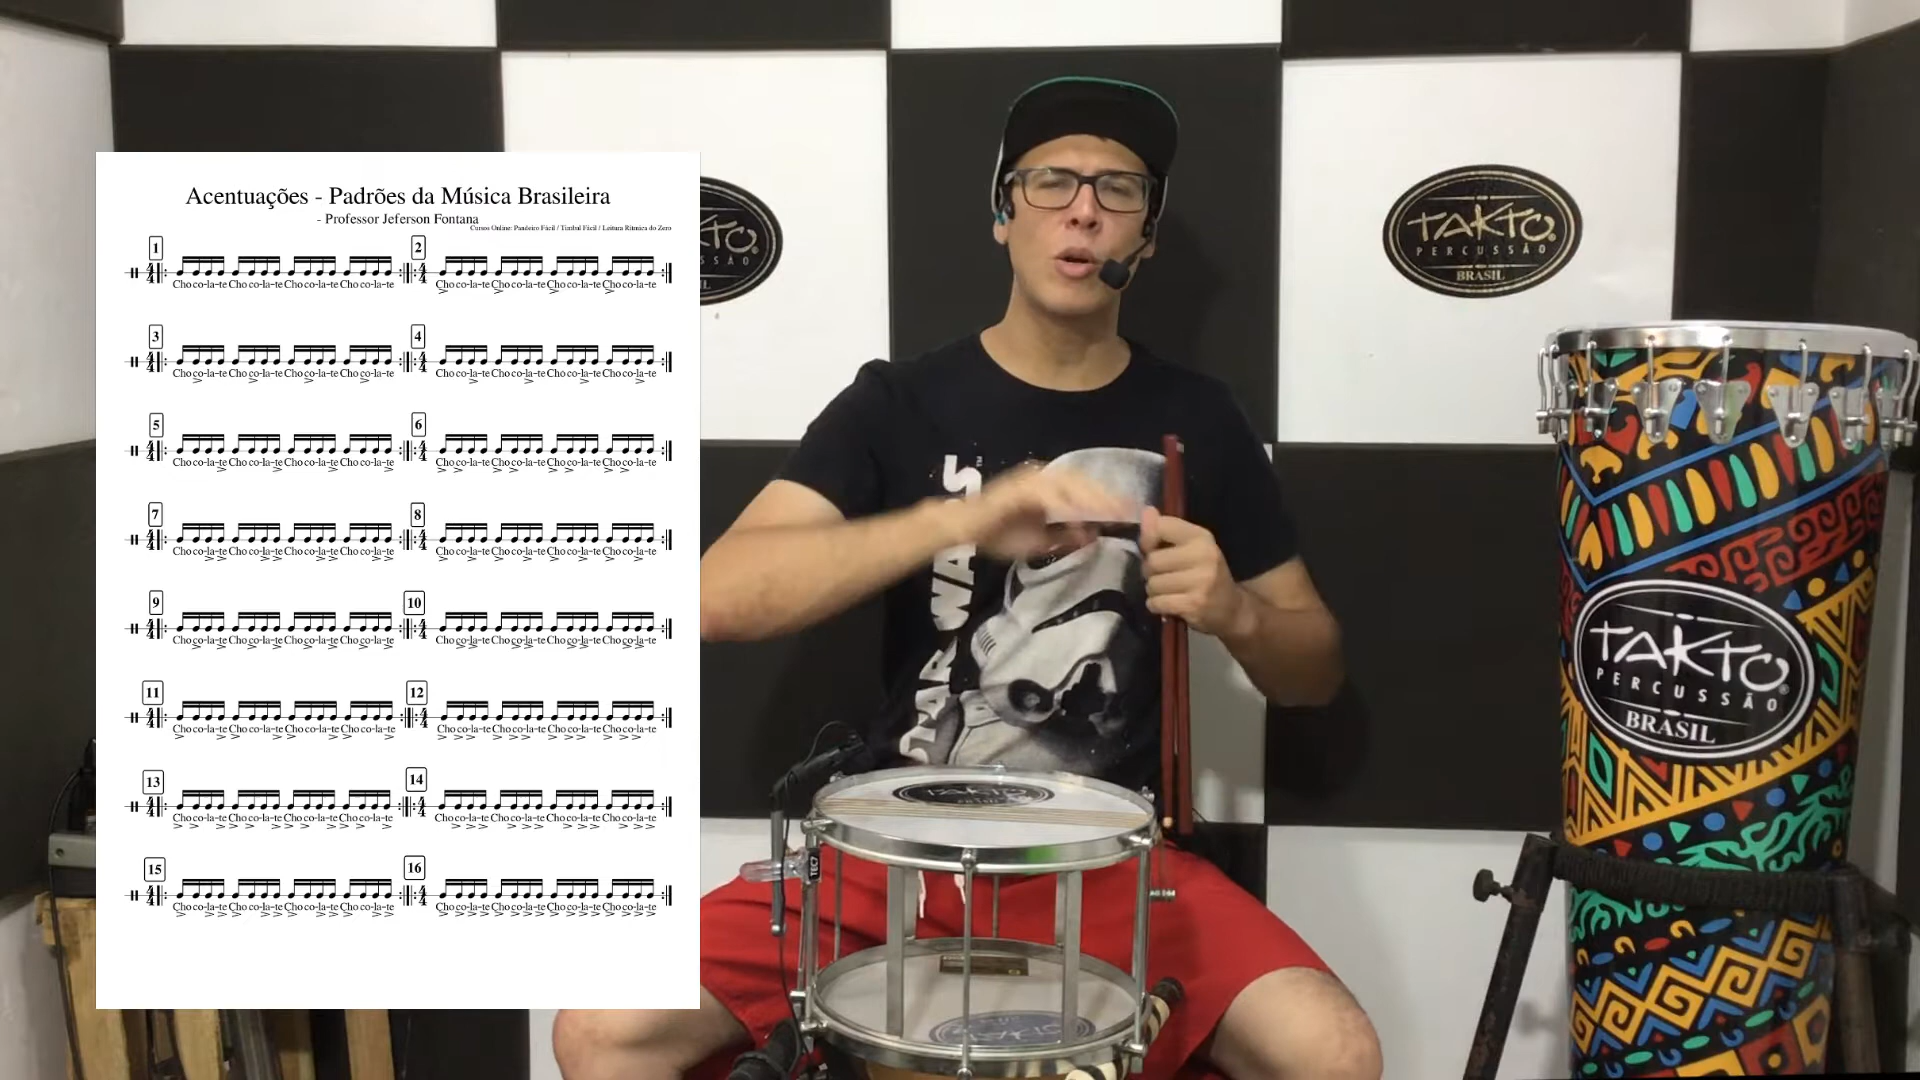 Acentuações - Padrões da Música Brasileira
- Professor Jeferson Fontana
Cursos Online: Pandeiro Fácil / Timbal Fácil / Leitura Rítmica do Zero
1 2
Cho co-la-te Cho co-la-te Cho co-la-te Cho co-la-te Cho co-la-te Cho co-la-te Cho co-la-te Cho co-la-te
3 4
Cho co-la-te Cho co-la-te Cho co-la-te Cho co-la-te Cho co-la-te Cho co-la-te Cho co-la-te Cho co-la-te
5 6
Cho co-la-te Cho co-la-te Cho co-la-te Cho co-la-te Cho co-la-te Cho co-la-te Cho co-la-te Cho co-la-te
7 8
Cho co-la-te Cho co-la-te Cho co-la-te Cho co-la-te Cho co-la-te Cho co-la-te Cho co-la-te Cho co-la-te
9 10
Cho co-la-te Cho co-la-te Cho co-la-te Cho co-la-te Cho co-la-te Cho co-la-te Cho co-la-te Cho co-la-te
11 12
Cho co-la-te Cho co-la-te Cho co-la-te Cho co-la-te Cho co-la-te Cho co-la-te Cho co-la-te Cho co-la-te
13 14
Cho co-la-te Cho co-la-te Cho co-la-te Cho co-la-te Cho co-la-te Cho co-la-te Cho co-la-te Cho co-la-te
15 16
Cho co-la-te Cho co-la-te Cho co-la-te Cho co-la-te Cho co-la-te Cho co-la-te Cho co-la-te Cho co-la-te
TAKTO®
PERCUSSÃO
BRASIL
STAR WARS™
TAKTO
TEC7
TAKTO®
PERCUSSÃO
BRASIL